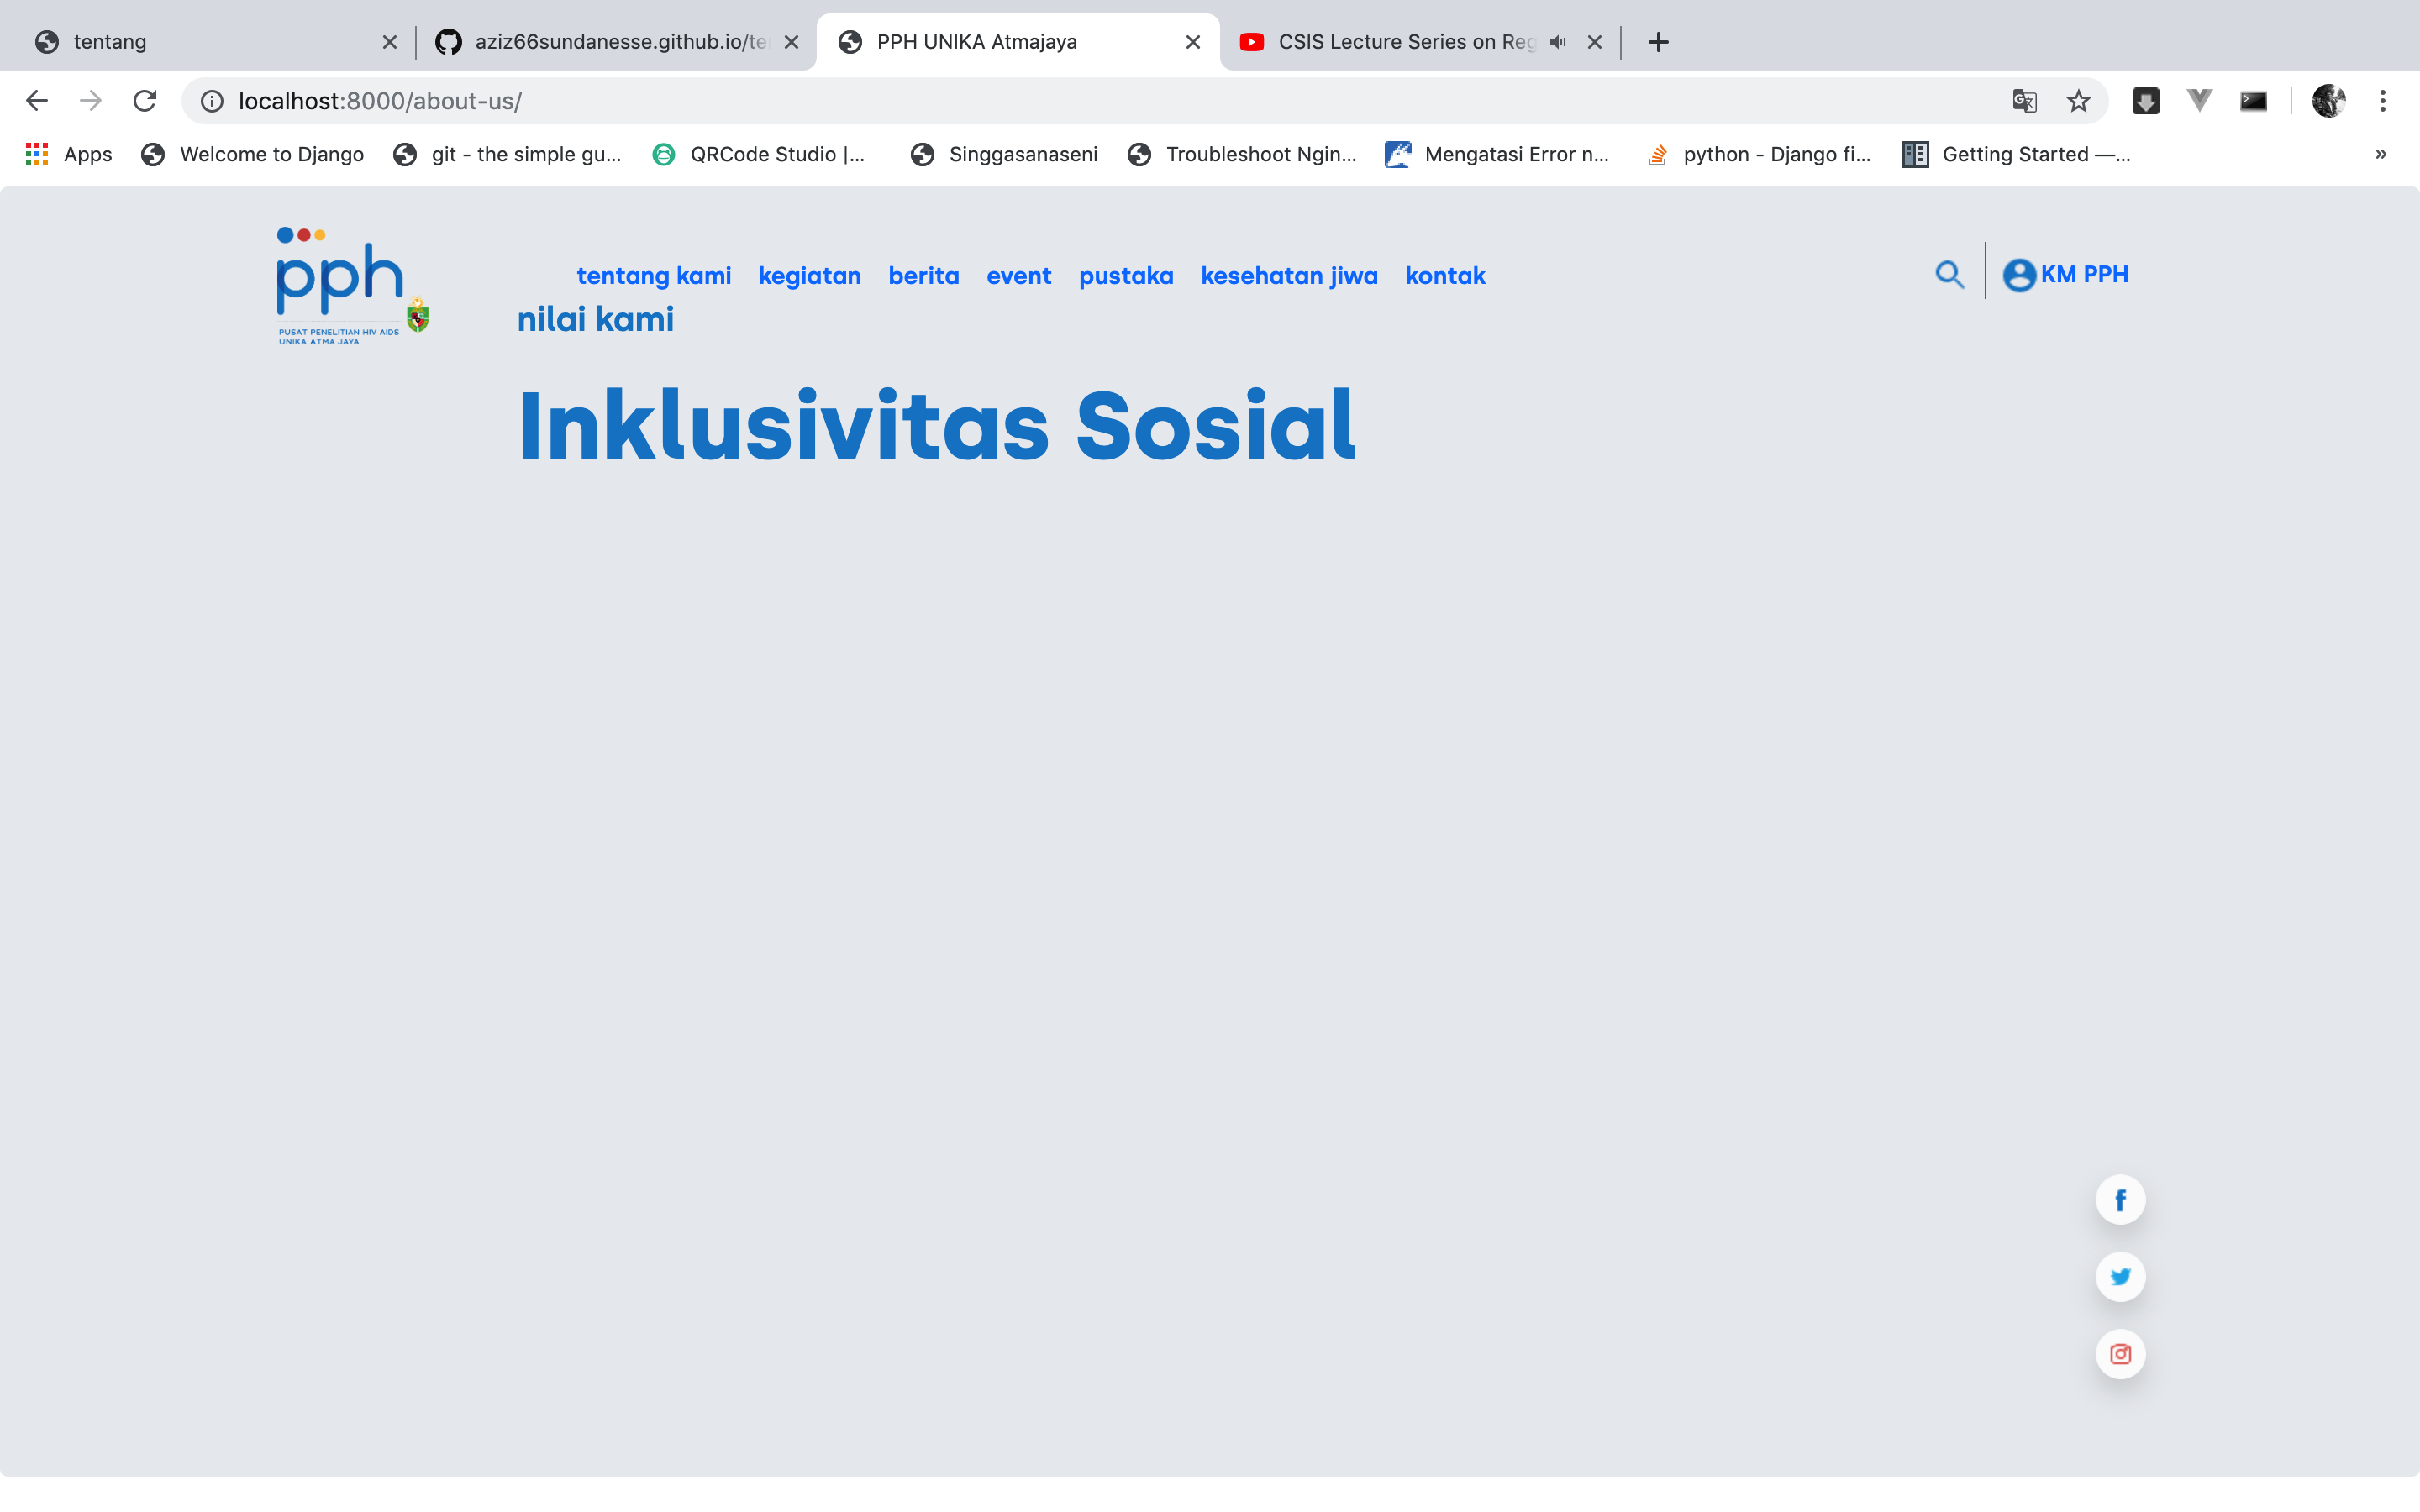 tentang
aziz66sundanesse.github.io/te
PPH UNIKA Atmajaya
CSIS Lecture Series on Reg
localhost:8000/about-us/
Apps
Welcome to Django
git - the simple gu...
QRCode Studio |...
Singgasanaseni
Troubleshoot Ngin...
Mengatasi Error n...
python - Django fi...
Getting Started —...
»
pph
PUSAT PENELITIAN HIV AIDS
UNIKA ATMA JAYA
tentang kami kegiatan berita event pustaka kesehatan jiwa kontak
KM PPH
nilai kami
Inklusivitas Sosial